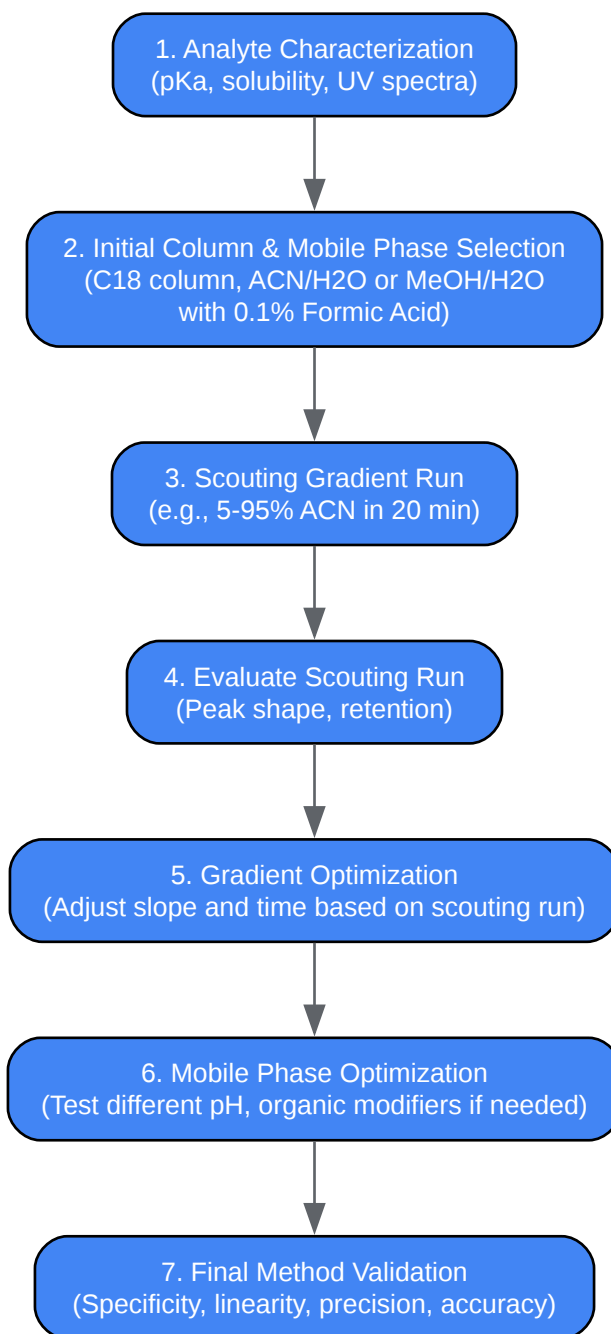 1. Analyte Characterization
(pKa, solubility, UV spectra)
2. Initial Column & Mobile Phase Selection
(C18 column, ACN/H2O or MeOH/H2O
with 0.1% Formic Acid)
3. Scouting Gradient Run
(e.g., 5-95% ACN in 20 min)
4. Evaluate Scouting Run
(Peak shape, retention)
5. Gradient Optimization
(Adjust slope and time based on scouting run)
6. Mobile Phase Optimization
(Test different pH, organic modifiers if needed)
7. Final Method Validation
(Specificity, linearity, precision, accuracy)